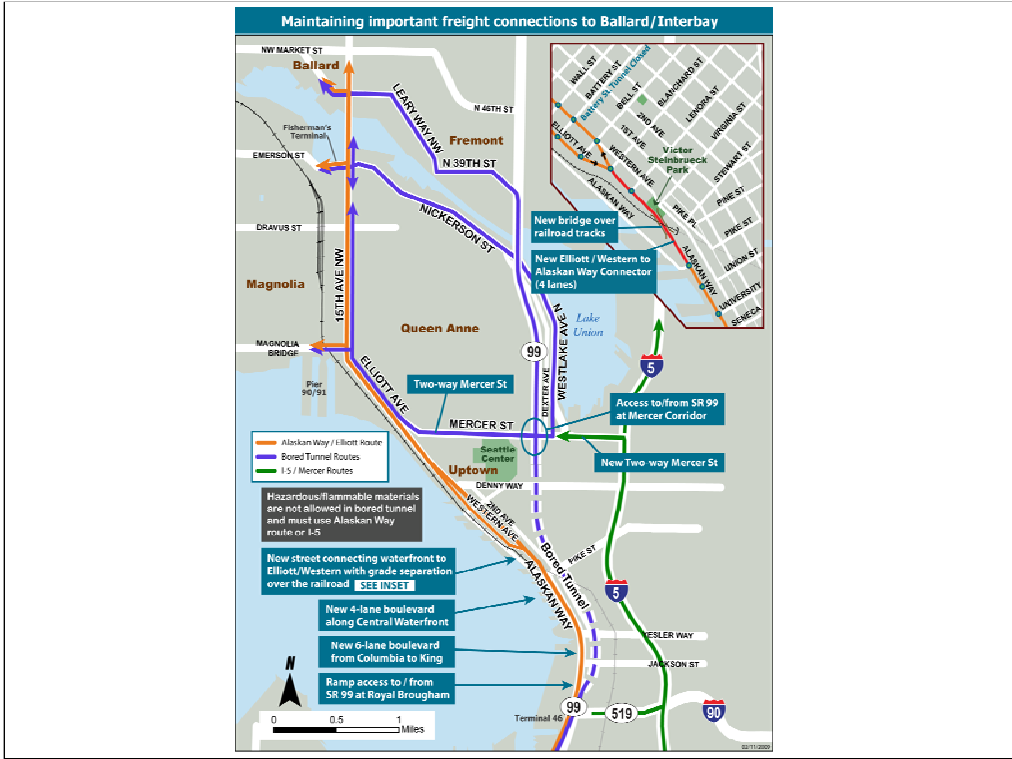 Maintaining important freight connections to Ballard/Interbay
NW MARKET ST
Ballard
LEARY WAY NW
N 46TH ST
Fisherman's
Terminal
Fremont
EMERSON ST
N 39TH ST
NICKERSON ST
DRAVUS ST
15TH AVE NW
Magnolia
Queen Anne
MAGNOLIA
BRIDGE
Pier
90/91
ELLIOTT AVE
Two-way Mercer St
MERCER ST
99
DEXTER AVE
WESTLAKE AVE N
Lake
Union
5
Access to/from SR 99
at Mercer Corridor
New Two-way Mercer St
Seattle
Center
Uptown
DENNY WAY
2ND AVE
WESTERN AVE
Alaskan Way / Elliott Route
Bored Tunnel Routes
I-5 / Mercer Routes
Hazardous/flammable materials
are not allowed in bored tunnel
and must use Alaskan Way
route or I-5
New street connecting waterfront to
Elliott/Western with grade separation
over the railroad SEE INSET
New 4-lane boulevard
along Central Waterfront
New 6-lane boulevard
from Columbia to King
Ramp access to / from
SR 99 at Royal Brougham
PIKE ST
Bored Tunnel
ALASKAN WAY
5
YESLER WAY
JACKSON ST
Terminal 46
99
519
90
N
0 0.5 1
Miles
02/11/2009
WALL ST
BATTERY ST
Battery St. Tunnel Closed
BELL ST
BLANCHARD ST
LENORA ST
VIRGINIA ST
2ND AVE
1ST AVE
WESTERN AVE
ELLIOTT AVE
ALASKAN WAY
Victor
Steinbrueck
Park
STEWART ST
PINE ST
PIKE PL
PIKE ST
UNION ST
ALASKAN WAY
UNIVERSITY
SENECA
New bridge over
railroad tracks
New Elliott / Western to
Alaskan Way Connector
(4 lanes)